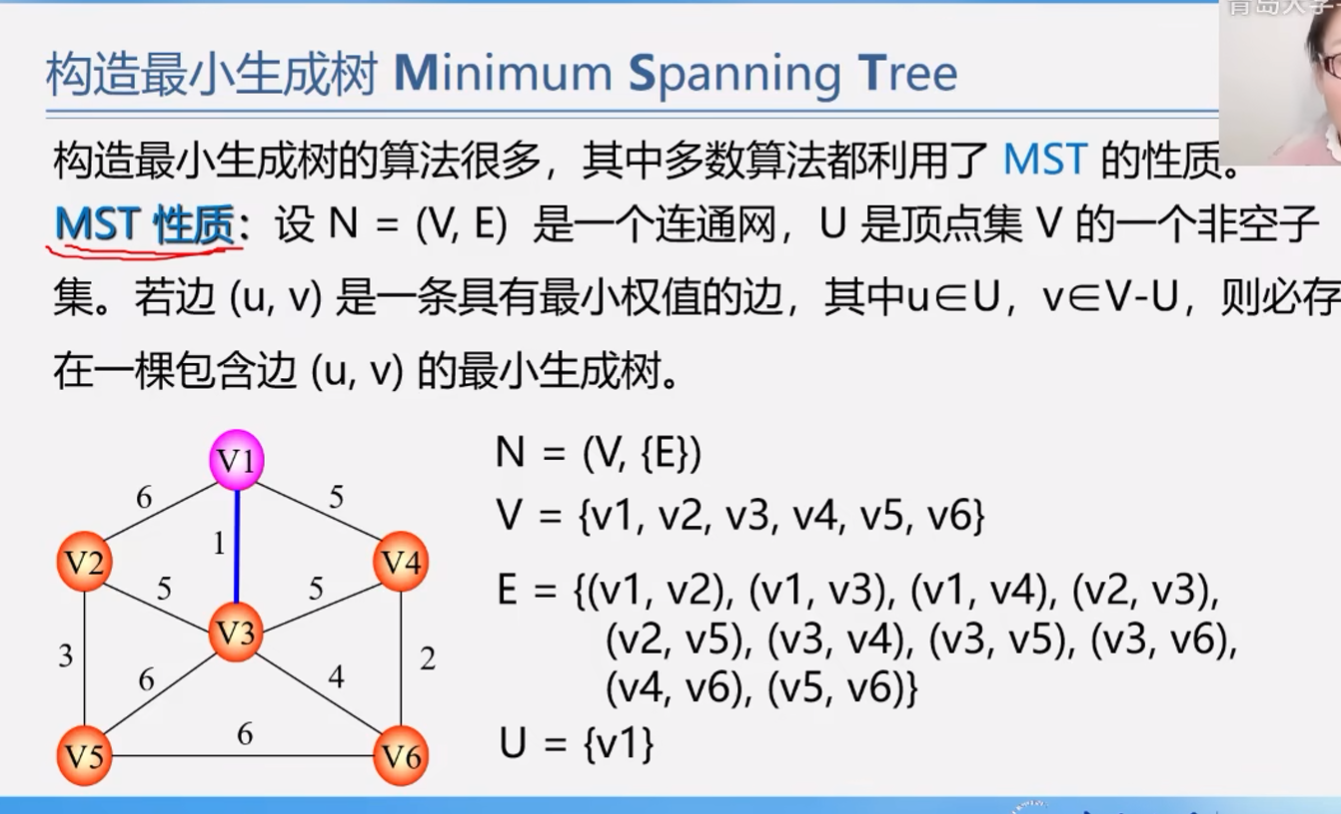 青岛大学
构造最小生成树 Minimum Spanning Tree
构造最小生成树的算法很多，其中多数算法都利用了 MST 的性质。
MST 性质：设 N = (V, E) 是一个连通网，U 是顶点集 V 的一个非空子
集。若边 (u, v) 是一条具有最小权值的边，其中u∈U，v∈V-U，则必存
在一棵包含边 (u, v) 的最小生成树。
V1
6
5
1
V2
V4
5
5
V3
3
6
4
2
6
V5
V6
N = (V, {E})
V = {v1, v2, v3, v4, v5, v6}
E = {(v1, v2), (v1, v3), (v1, v4), (v2, v3),
(v2, v5), (v3, v4), (v3, v5), (v3, v6),
(v4, v6), (v5, v6)}
U = {v1}